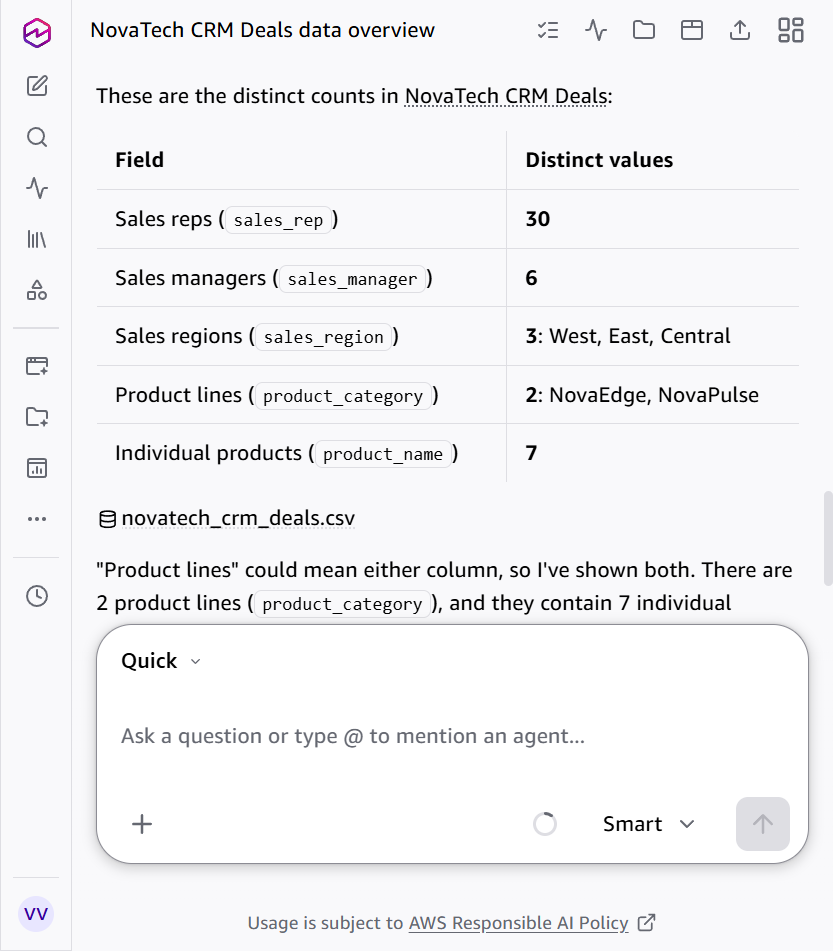 NovaTech CRM Deals data overview
These are the distinct counts in NovaTech CRM Deals:
Field Distinct values
Sales reps ( sales_rep ) 30
Sales managers ( sales_manager ) 6
Sales regions ( sales_region ) 3: West, East, Central
Product lines ( product_category ) 2: NovaEdge, NovaPulse
Individual products ( product_name ) 7
novatech_crm_deals.csv
"Product lines" could mean either column, so I've shown both. There are
2 product lines ( product_category ), and they contain 7 individual
Quick
Ask a question or type @ to mention an agent...
Smart
VV
Usage is subject to AWS Responsible AI Policy